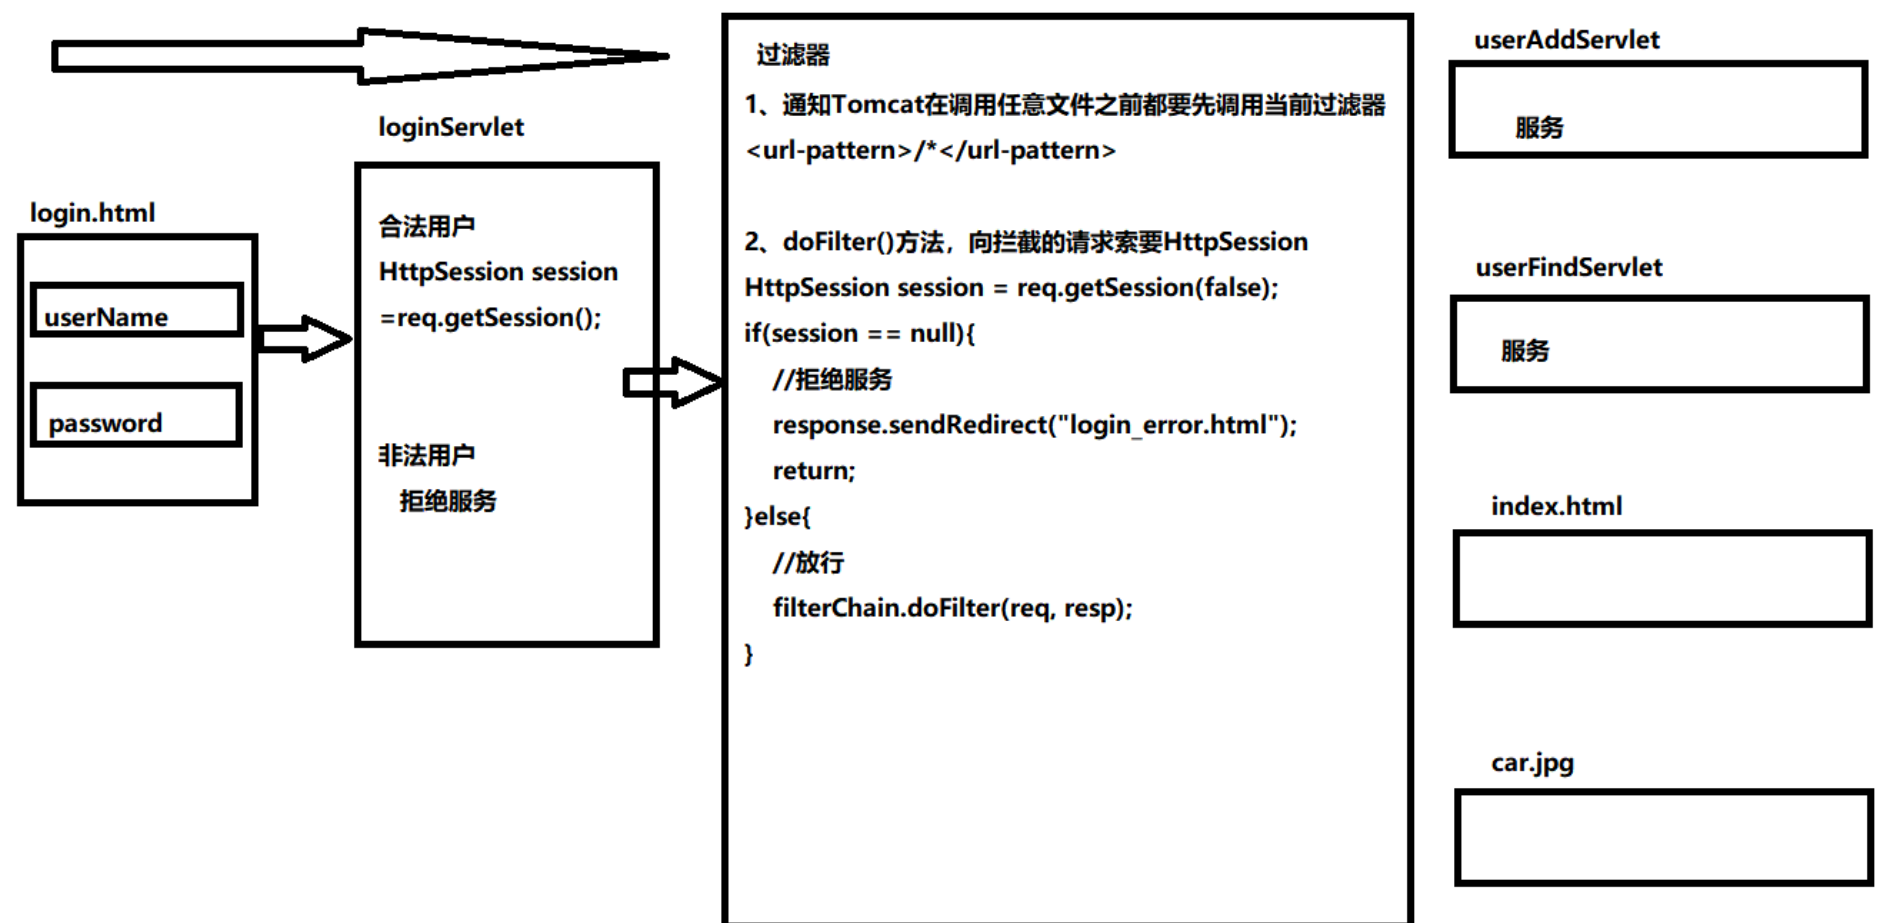 login.html
userName
password
loginServlet
合法用户
HttpSession session
=req.getSession();
非法用户
拒绝服务
过滤器
1、通知Tomcat在调用任意文件之前都要先调用当前过滤器
<url-pattern>/*</url-pattern>
2、doFilter()方法，向拦截的请求索要HttpSession
HttpSession session = req.getSession(false);
if(session == null){
//拒绝服务
response.sendRedirect("login_error.html");
return;
}else{
//放行
filterChain.doFilter(req, resp);
}
userAddServlet
服务
userFindServlet
服务
index.html
car.jpg